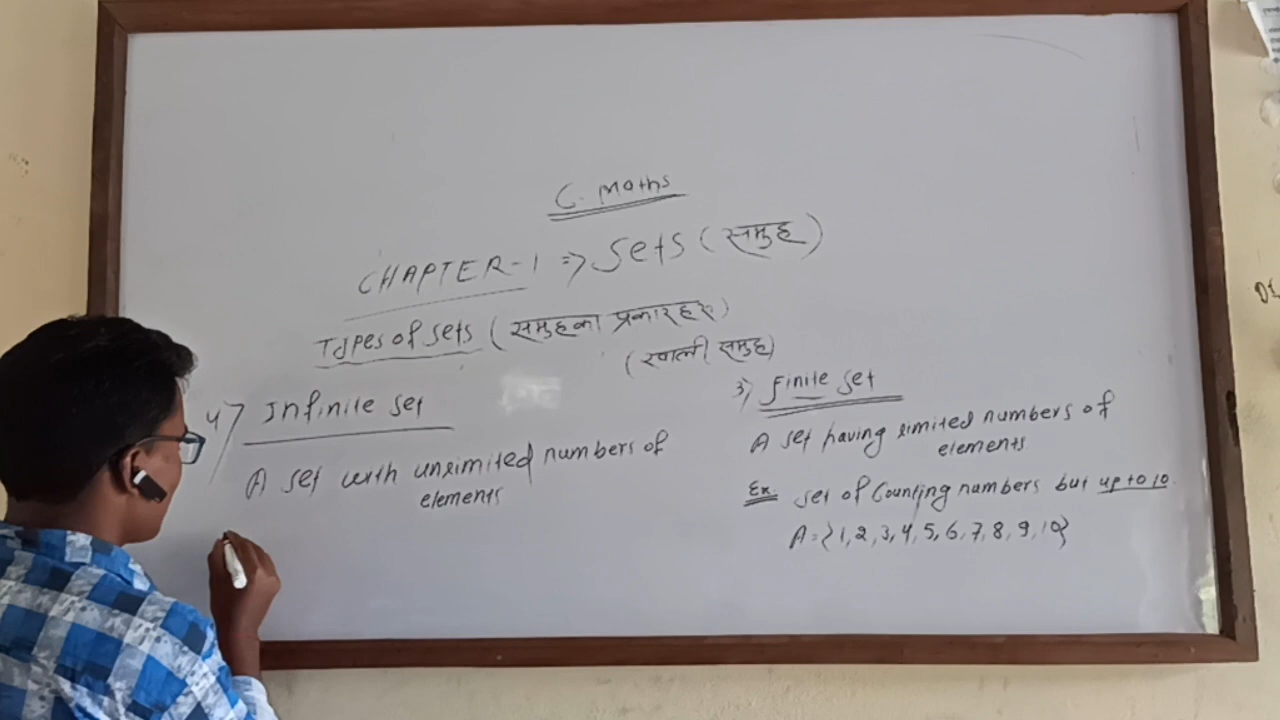 C. Maths
CHAPTER-1 => Sets (समुह)
Types of sets (समुहका प्रकारहरु)
(खाली समुह)
4) Infinite set
A set with unlimited numbers of
elements
3) finite set
A set having limited numbers of
elements
Ex. set of Counting numbers but up to 10
A={1,2,3,4,5,6,7,8,9,10}